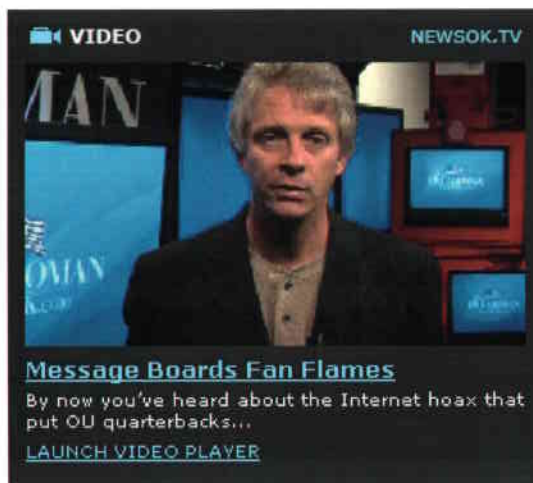 VIDEO
NEWSOK.TV
MAN
OMAN
Message Boards Fan Flames
By now you've heard about the Internet hoax that
put OU quarterbacks...
LAUNCH VIDEO PLAYER